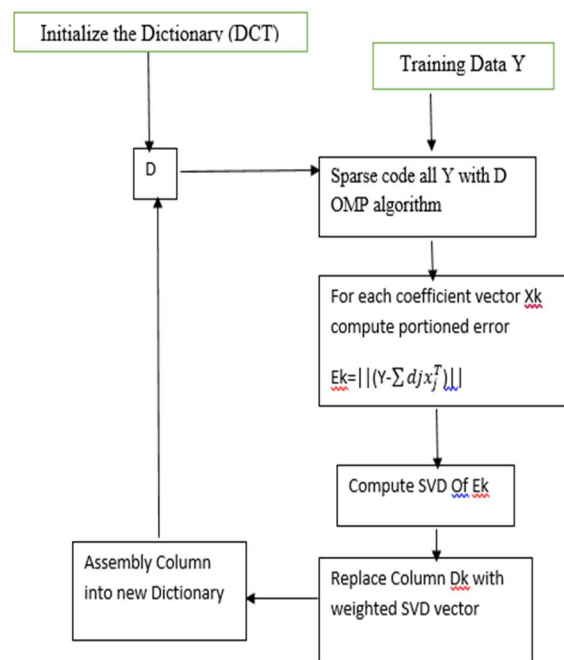 Initialize the Dictionary (DCT)
Training Data Y
D
Sparse code all Y with D
OMP algorithm
For each coefficient vector Xk
compute portioned error
Ek=||(Y-∑ djx_j^T)||
Compute SVD Of Ek
Replace Column Dk with
weighted SVD vector
Assembly Column
into new Dictionary